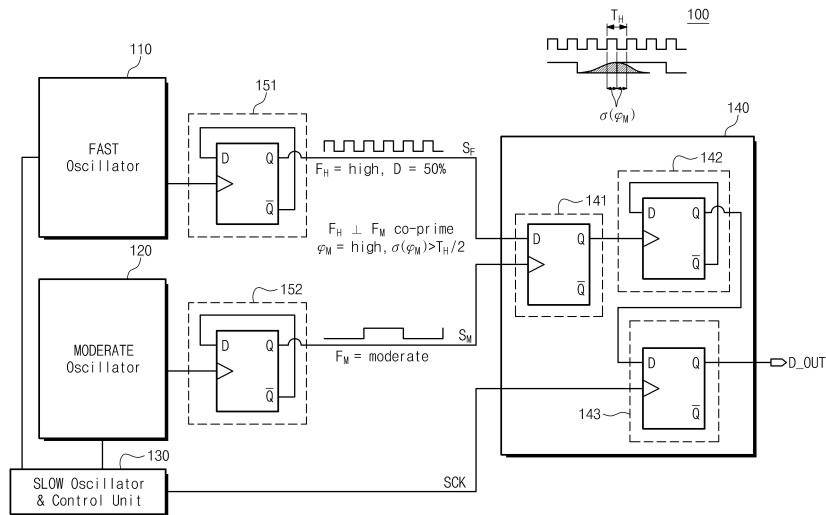 100
T_H
σ(φ_M)
110
FAST
Oscillator
151
D Q
Q̅
S_F
F_H = high, D = 50%
F_H ⊥ F_M co-prime
φ_M = high, σ(φ_M)>T_H/2
120
MODERATE
Oscillator
152
D Q
Q̅
S_M
F_M = moderate
130
SLOW Oscillator
& Control Unit
SCK
140
141
D Q
Q̅
142
D Q
Q̅
143
D Q
Q̅
D_OUT